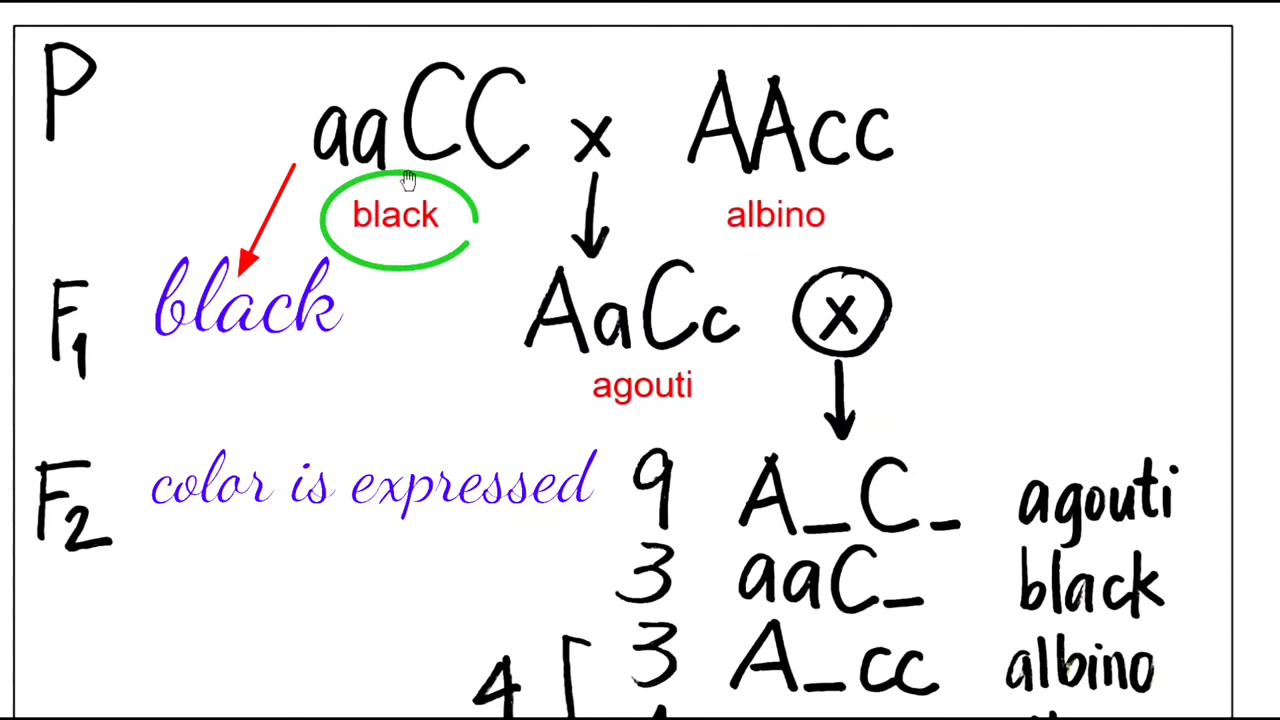 P
aaCC x AAcc
black albino
F1 black AaCc x
agouti
F2 color is expressed 9 A_C_ agouti
3 aaC_ black
3 A_cc albino
4